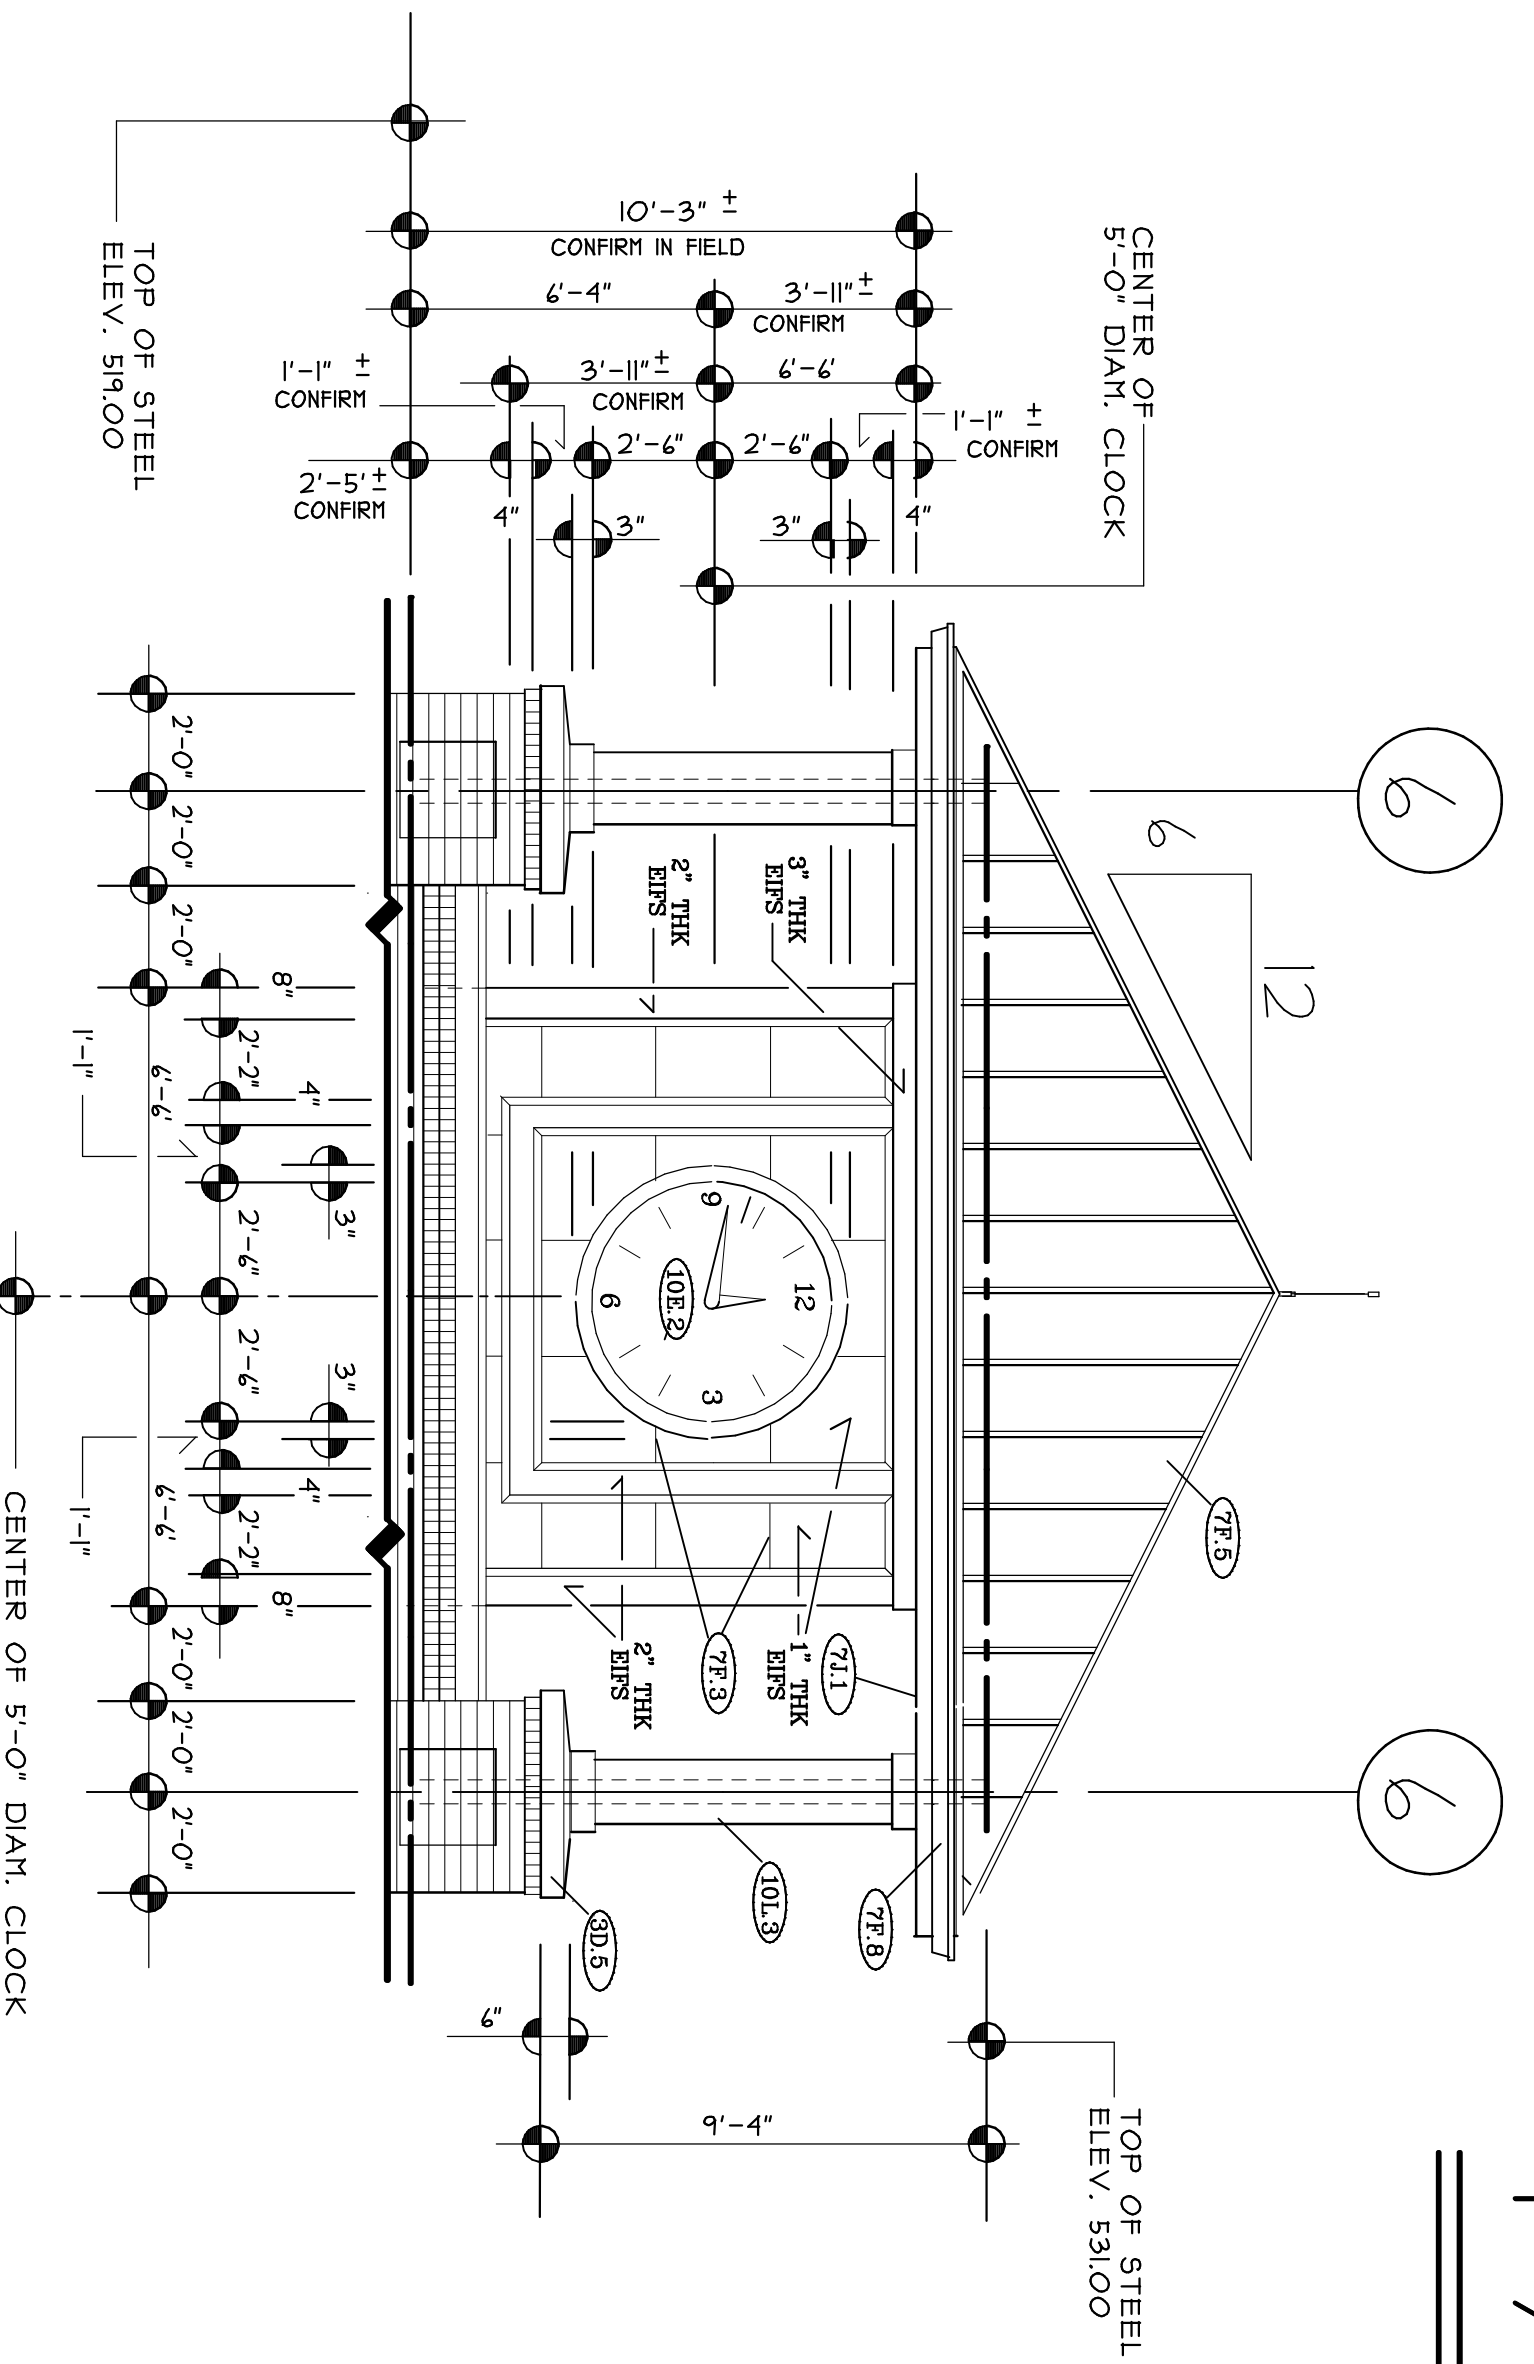 6
6
12
6
7F.5
CENTER OF
5'-0" DIAM. CLOCK
TOP OF STEEL
ELEV. 531.00
10'-3" ±
CONFIRM IN FIELD
6'-4"
3'-11" ±
CONFIRM
1'-1" ±
CONFIRM
3'-11" ±
CONFIRM
6'-6'
1'-1" ±
CONFIRM
2'-6"
2'-6"
2'-5' ±
CONFIRM
4"
4"
3"
3"
TOP OF STEEL
ELEV. 519.00
3" THK
EIFS
2" THK
EIFS
12
9
3
6
10E.2
7J.1
1" THK
EIFS
7F.3
2" THK
EIFS
7F.8
10L.3
3D.5
6"
9'-4"
2'-0"
2'-0"
2'-0"
8"
2'-2"
4"
3"
1'-1"
6'-6'
2'-6"
2'-6"
3"
4"
2'-2"
8"
6'-6'
1'-1"
2'-0"
2'-0"
2'-0"
CENTER OF 5'-0" DIAM. CLOCK